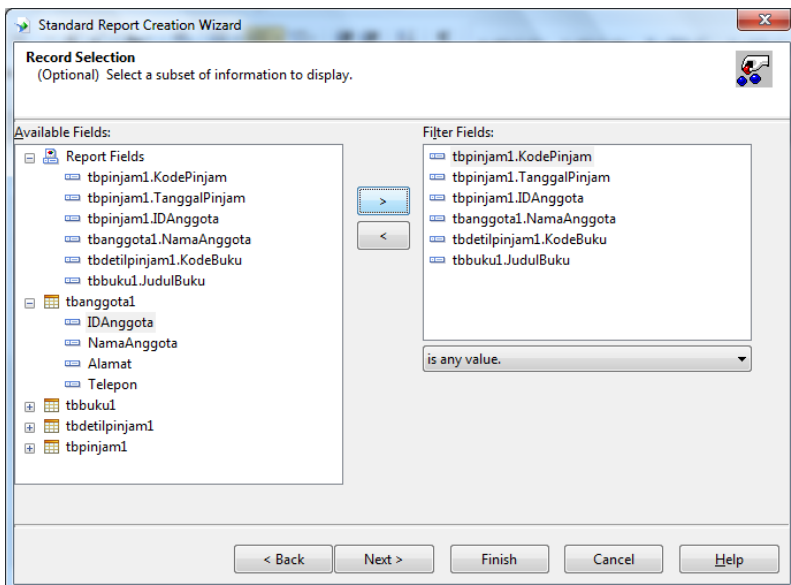 Standard Report Creation Wizard
Record Selection
(Optional) Select a subset of information to display.
Available Fields:
Report Fields
tbpinjam1.KodePinjam
tbpinjam1.TanggalPinjam
tbpinjam1.IDAnggota
tbanggota1.NamaAnggota
tbdetilpinjam1.KodeBuku
tbbuku1.JudulBuku
tbanggota1
IDAnggota
NamaAnggota
Alamat
Telepon
tbbuku1
tbdetilpinjam1
tbpinjam1
>
<
Filter Fields:
tbpinjam1.KodePinjam
tbpinjam1.TanggalPinjam
tbpinjam1.IDAnggota
tbanggota1.NamaAnggota
tbdetilpinjam1.KodeBuku
tbbuku1.JudulBuku
is any value.
< Back Next > Finish Cancel Help